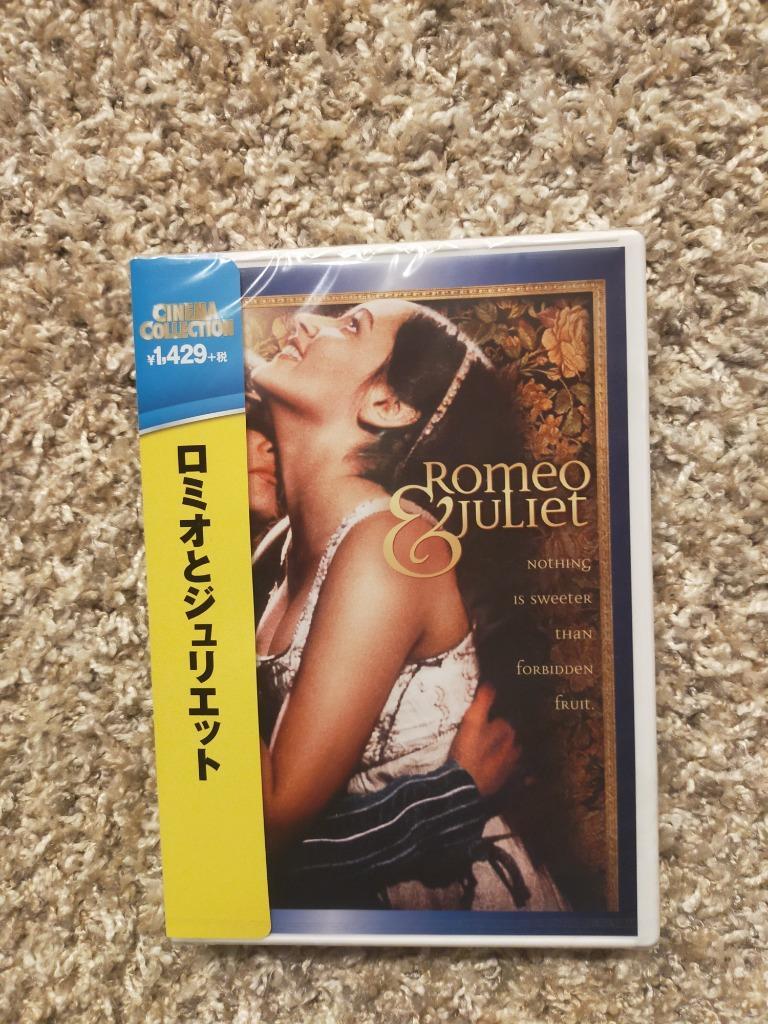 CINEMA
COLLECTION
¥1,429+税
ロミオとジュリエット
ROMEO
& JULIET
NOTHING
IS SWEETER
THAN
FORBIDDEN
FRUIT.